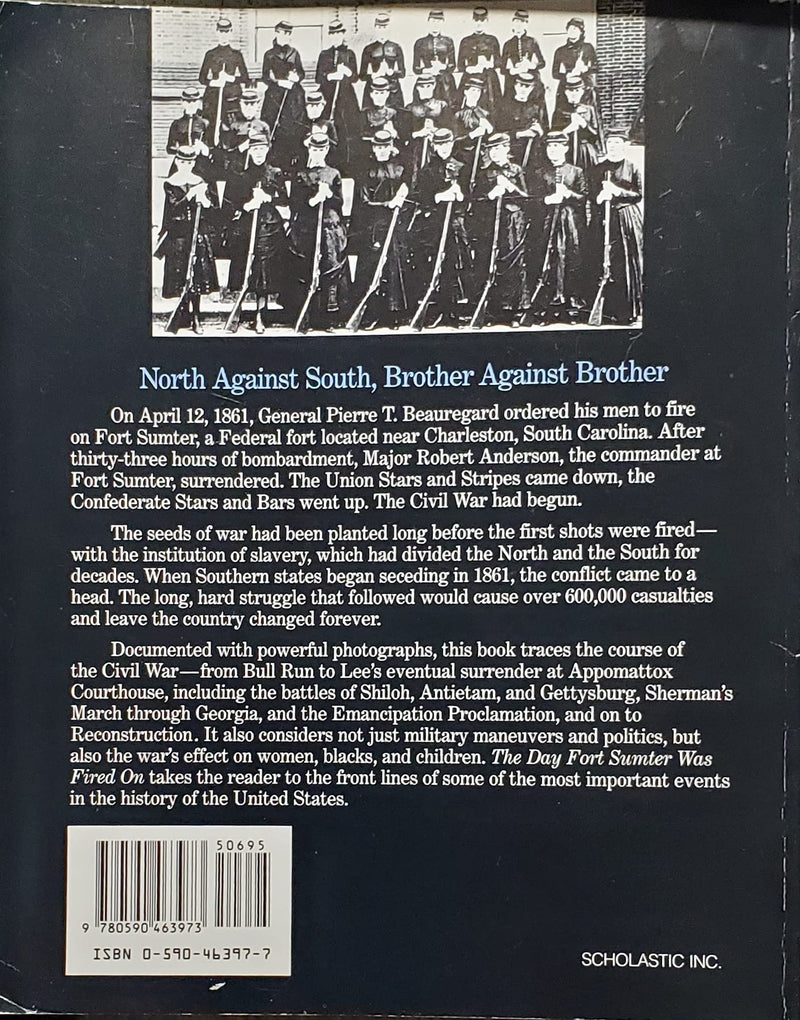 North Against South, Brother Against Brother
On April 12, 1861, General Pierre T. Beauregard ordered his men to fire
on Fort Sumter, a Federal fort located near Charleston, South Carolina. After
thirty-three hours of bombardment, Major Robert Anderson, the commander at
Fort Sumter, surrendered. The Union Stars and Stripes came down, the
Confederate Stars and Bars went up. The Civil War had begun.
The seeds of war had been planted long before the first shots were fired—
with the institution of slavery, which had divided the North and the South for
decades. When Southern states began seceding in 1861, the conflict came to a
head. The long, hard struggle that followed would cause over 600,000 casualties
and leave the country changed forever.
Documented with powerful photographs, this book traces the course of
the Civil War—from Bull Run to Lee's eventual surrender at Appomattox
Courthouse, including the battles of Shiloh, Antietam, and Gettysburg, Sherman's
March through Georgia, and the Emancipation Proclamation, and on to
Reconstruction. It also considers not just military maneuvers and politics, but
also the war's effect on women, blacks, and children. The Day Fort Sumter Was
Fired On takes the reader to the front lines of some of the most important events
in the history of the United States.
50695
9 780590 463973
ISBN 0-590-46397-7
SCHOLASTIC INC.